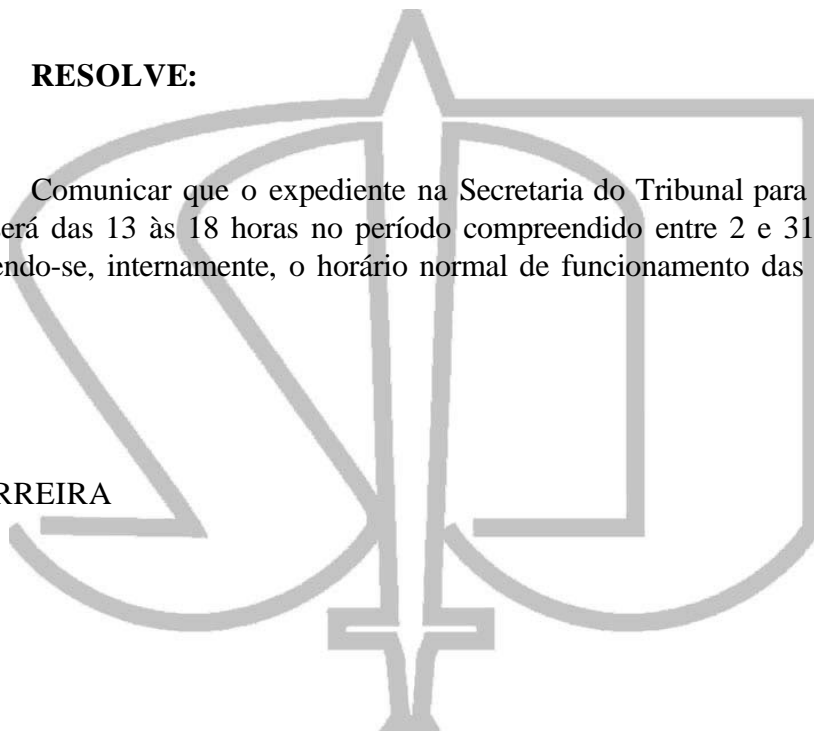 RESOLVE:
Comunicar que o expediente na Secretaria do Tribunal para
será das 13 às 18 horas no período compreendido entre 2 e 31
endo-se, internamente, o horário normal de funcionamento das
RREIRA